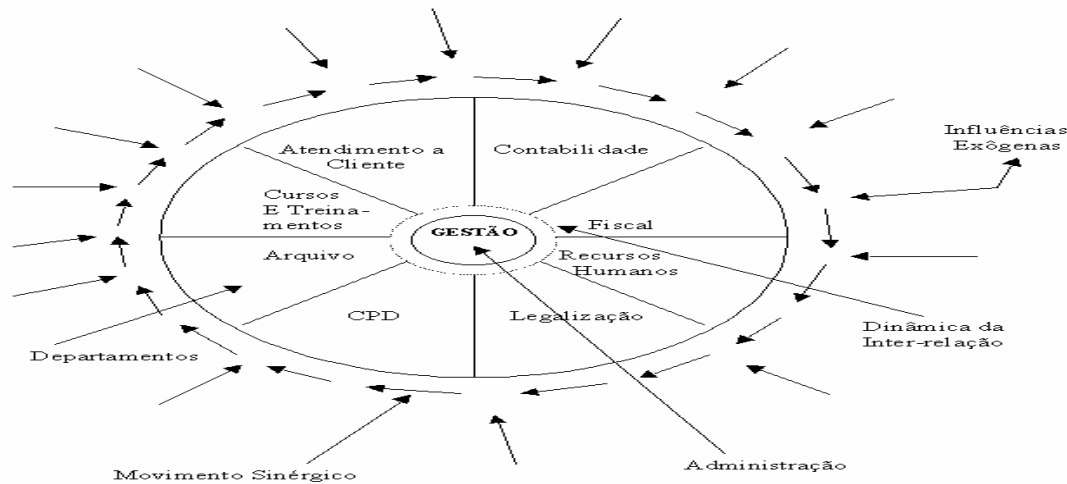 Influências
Exôgenas
Atendimento a
Cliente
Contabilidade
Cursos
E Treina-
mentos
GESTÃO
Fiscal
Arquivo
Recursos
Humanos
CPD
Legalização
Departamentos
Dinâmica da
Inter-relação
Movimento Sinérgico
Administração